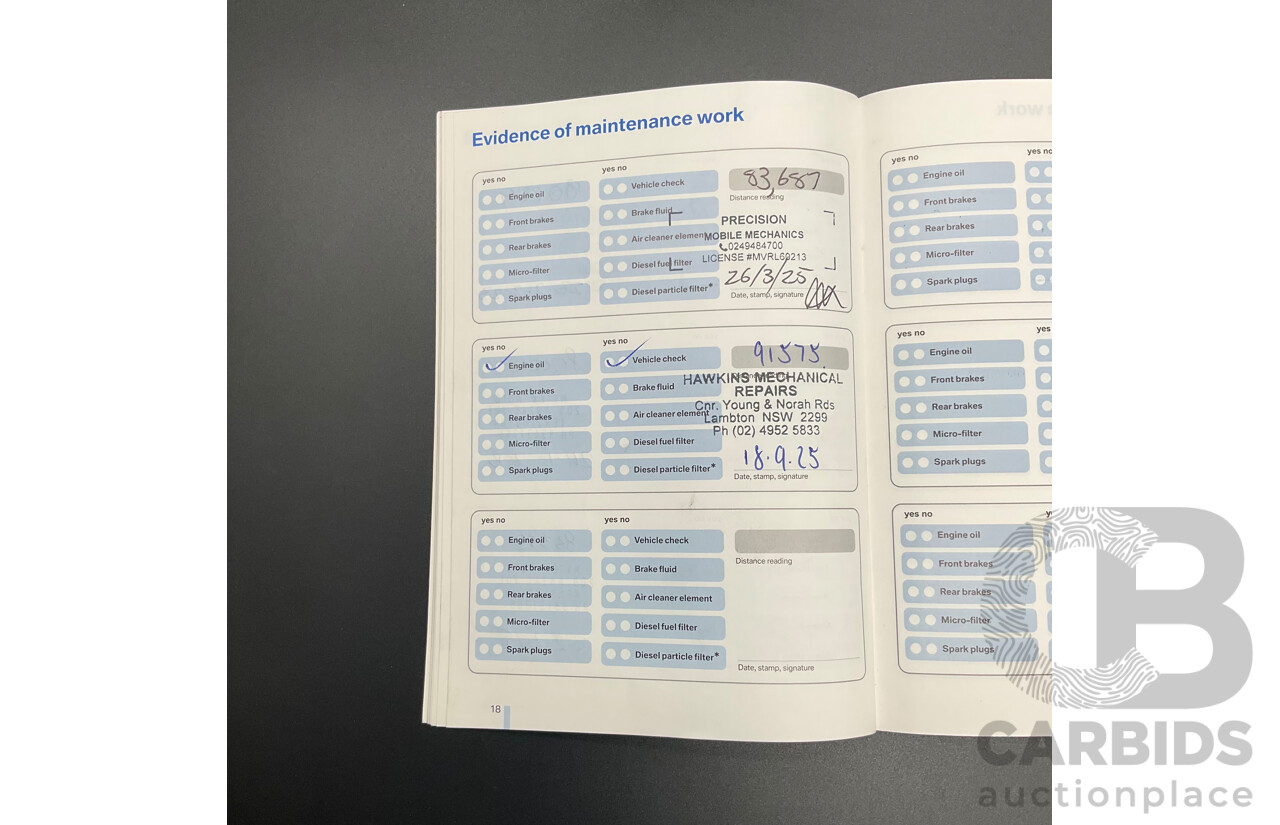 Evidence of maintenance work
yes no
Engine oil
Front brakes
Rear brakes
Micro-filter
Spark plugs
yes no
Vehicle check
Brake fluid
Air cleaner element
Diesel fuel filter
Diesel particle filter*
83,687
Distance reading
PRECISION
MOBILE MECHANICS
0249484700
LICENSE #MVRL60213
26/3/25
Date, stamp, signature
yes no
Engine oil
Front brakes
Rear brakes
Micro-filter
Spark plugs
yes no
Vehicle check
Brake fluid
Air cleaner element
Diesel fuel filter
Diesel particle filter*
91575
HAWKINS MECHANICAL
REPAIRS
Cnr. Young & Norah Rds
Lambton NSW 2299
Ph (02) 4952 5833
18.9.25
Date, stamp, signature
yes no
Engine oil
Front brakes
Rear brakes
Micro-filter
Spark plugs
yes no
Vehicle check
Brake fluid
Air cleaner element
Diesel fuel filter
Diesel particle filter*
Distance reading
Date, stamp, signature
18
yes no
Engine oil
Front brakes
Rear brakes
Micro-filter
Spark plugs
yes no
yes no
Engine oil
Front brakes
Rear brakes
Micro-filter
Spark plugs
yes
yes no
Engine oil
Front brakes
Rear brakes
Micro-filter
Spark plugs
CB
CARBIDS
auctionplace